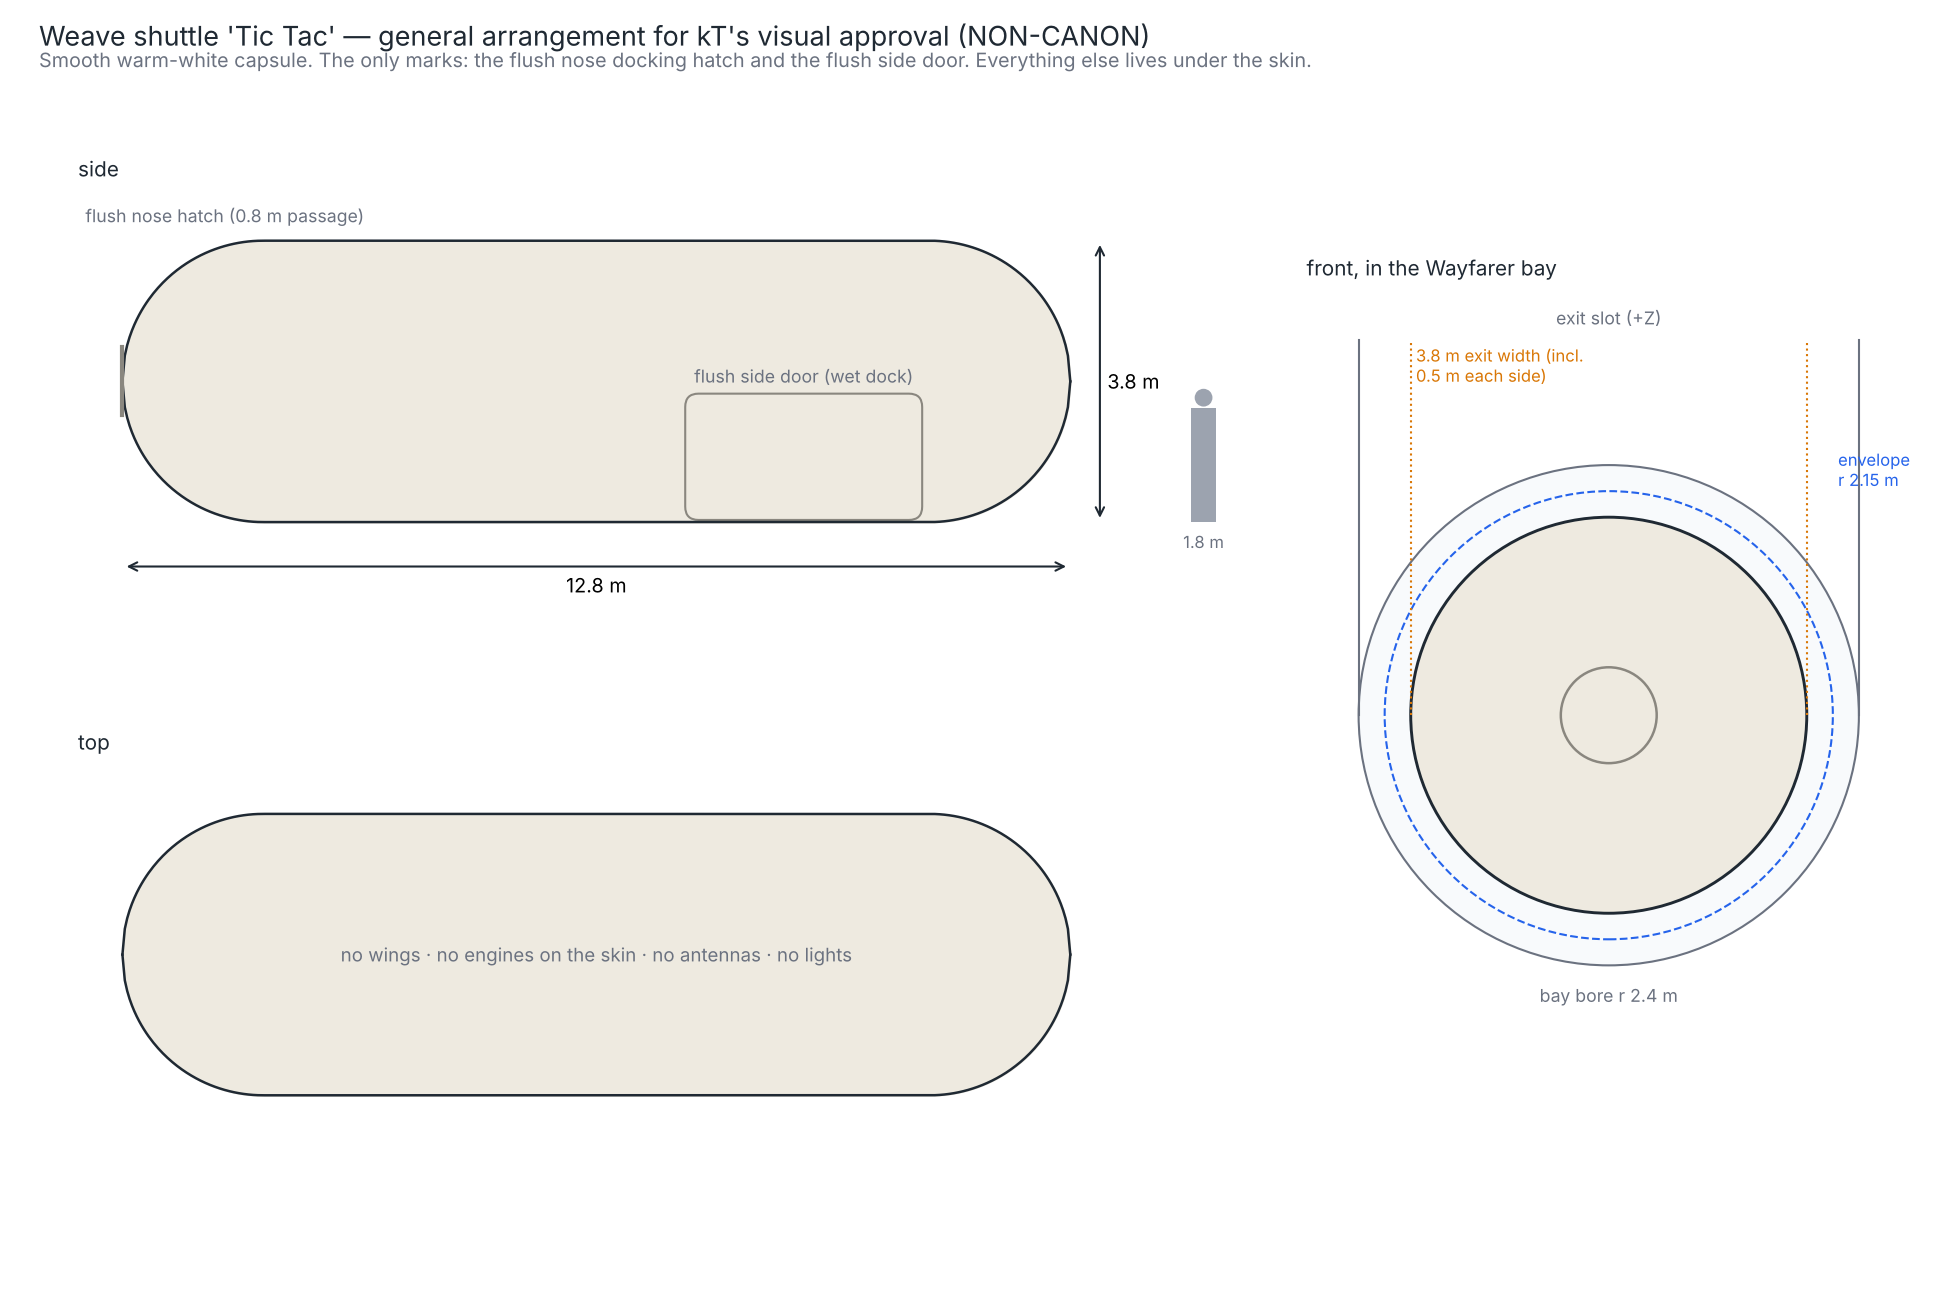 Weave shuttle 'Tic Tac' — general arrangement for kT's visual approval (NON-CANON)
Smooth warm-white capsule. The only marks: the flush nose docking hatch and the flush side door. Everything else lives under the skin.
side
flush nose hatch (0.8 m passage)
flush side door (wet dock)
3.8 m
1.8 m
12.8 m
front, in the Wayfarer bay
exit slot (+Z)
3.8 m exit width (incl.
0.5 m each side)
envelope
r 2.15 m
bay bore r 2.4 m
top
no wings · no engines on the skin · no antennas · no lights